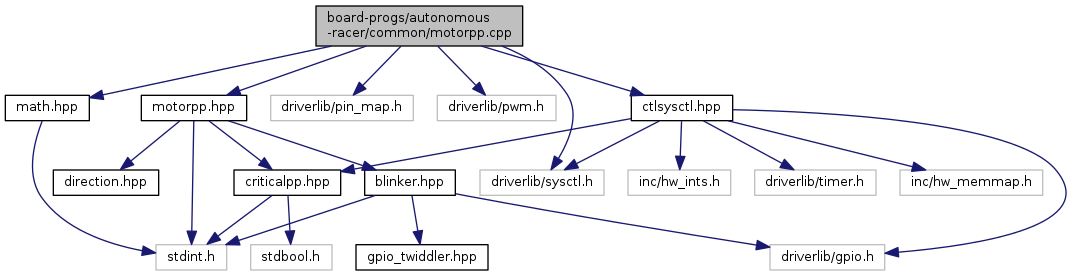 board-progs/autonomous
-racer/common/motorpp.cpp
math.hpp
motorpp.hpp
driverlib/pin_map.h
driverlib/pwm.h
ctlsysctl.hpp
direction.hpp
criticalpp.hpp
blinker.hpp
driverlib/sysctl.h
inc/hw_ints.h
driverlib/timer.h
inc/hw_memmap.h
stdint.h
stdbool.h
gpio_twiddler.hpp
driverlib/gpio.h